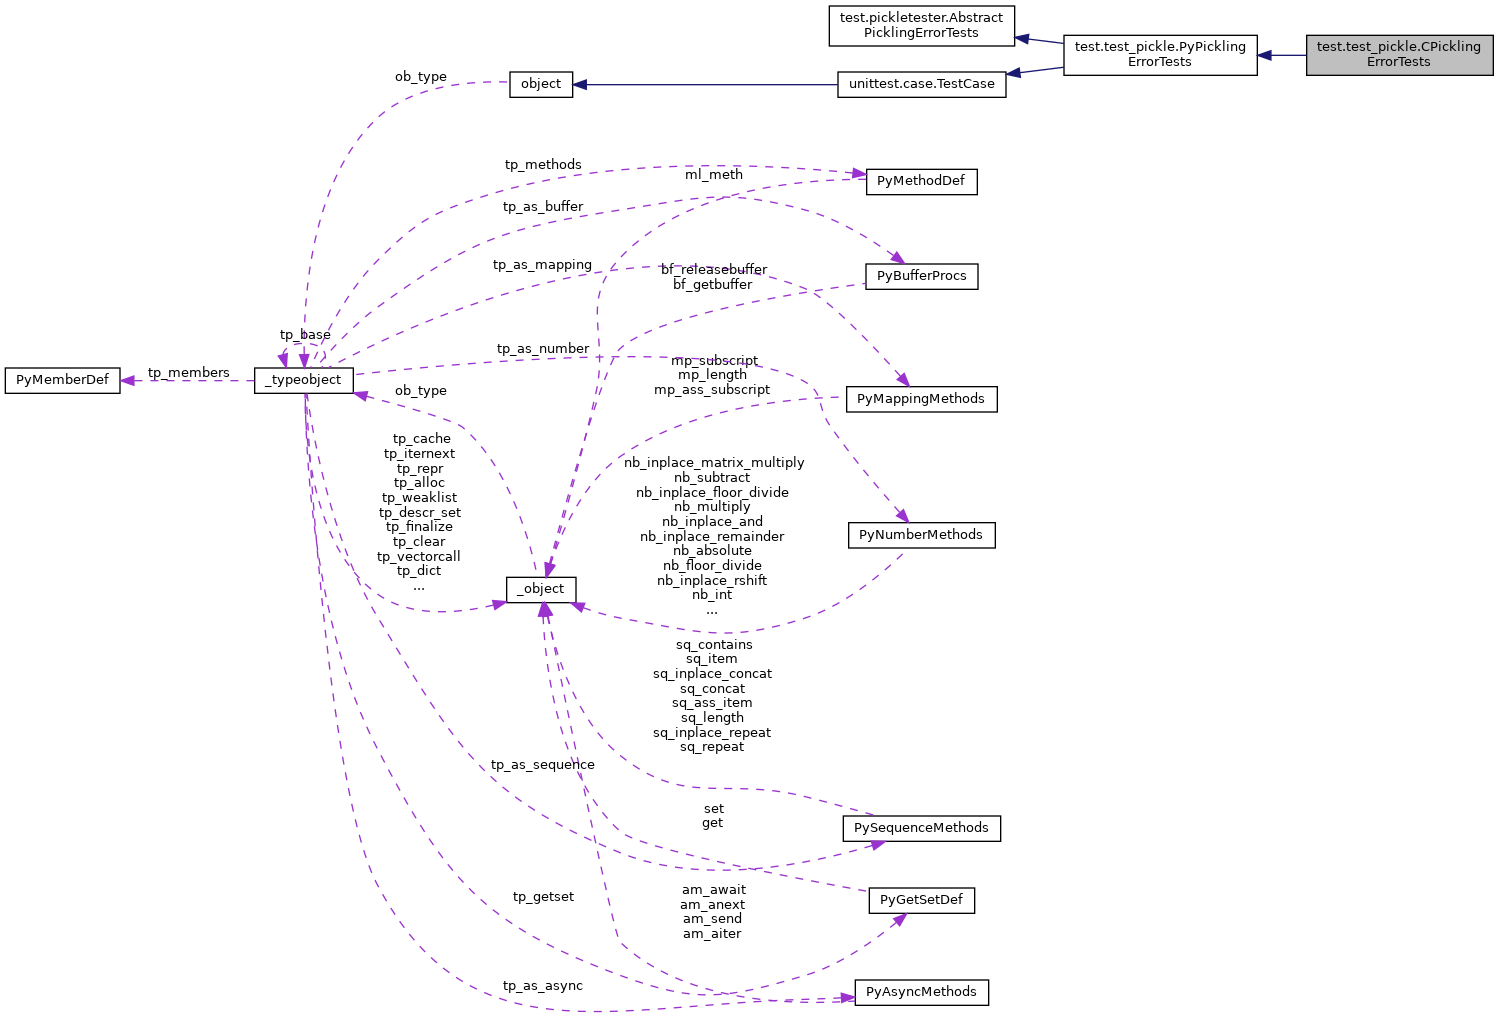 test.pickletester.Abstract
PicklingErrorTests
test.test_pickle.PyPickling
ErrorTests
test.test_pickle.CPickling
ErrorTests
ob_type
object
unittest.case.TestCase
tp_methods
ml_meth
PyMethodDef
tp_as_buffer
tp_as_mapping
bf_releasebuffer
bf_getbuffer
PyBufferProcs
tp_base
tp_as_number
mp_subscript
mp_length
mp_ass_subscript
PyMemberDef
tp_members
_typeobject
ob_type
PyMappingMethods
tp_cache
tp_iternext
tp_repr
tp_alloc
tp_weaklist
tp_descr_set
tp_finalize
tp_clear
tp_vectorcall
tp_dict
...
nb_inplace_matrix_multiply
nb_subtract
nb_inplace_floor_divide
nb_multiply
nb_inplace_and
nb_inplace_remainder
nb_absolute
nb_floor_divide
nb_inplace_rshift
nb_int
...
PyNumberMethods
_object
sq_contains
sq_item
sq_inplace_concat
sq_concat
sq_ass_item
sq_length
sq_inplace_repeat
sq_repeat
tp_as_sequence
set
get
PySequenceMethods
tp_getset
am_await
am_anext
am_send
am_aiter
PyGetSetDef
tp_as_async
PyAsyncMethods